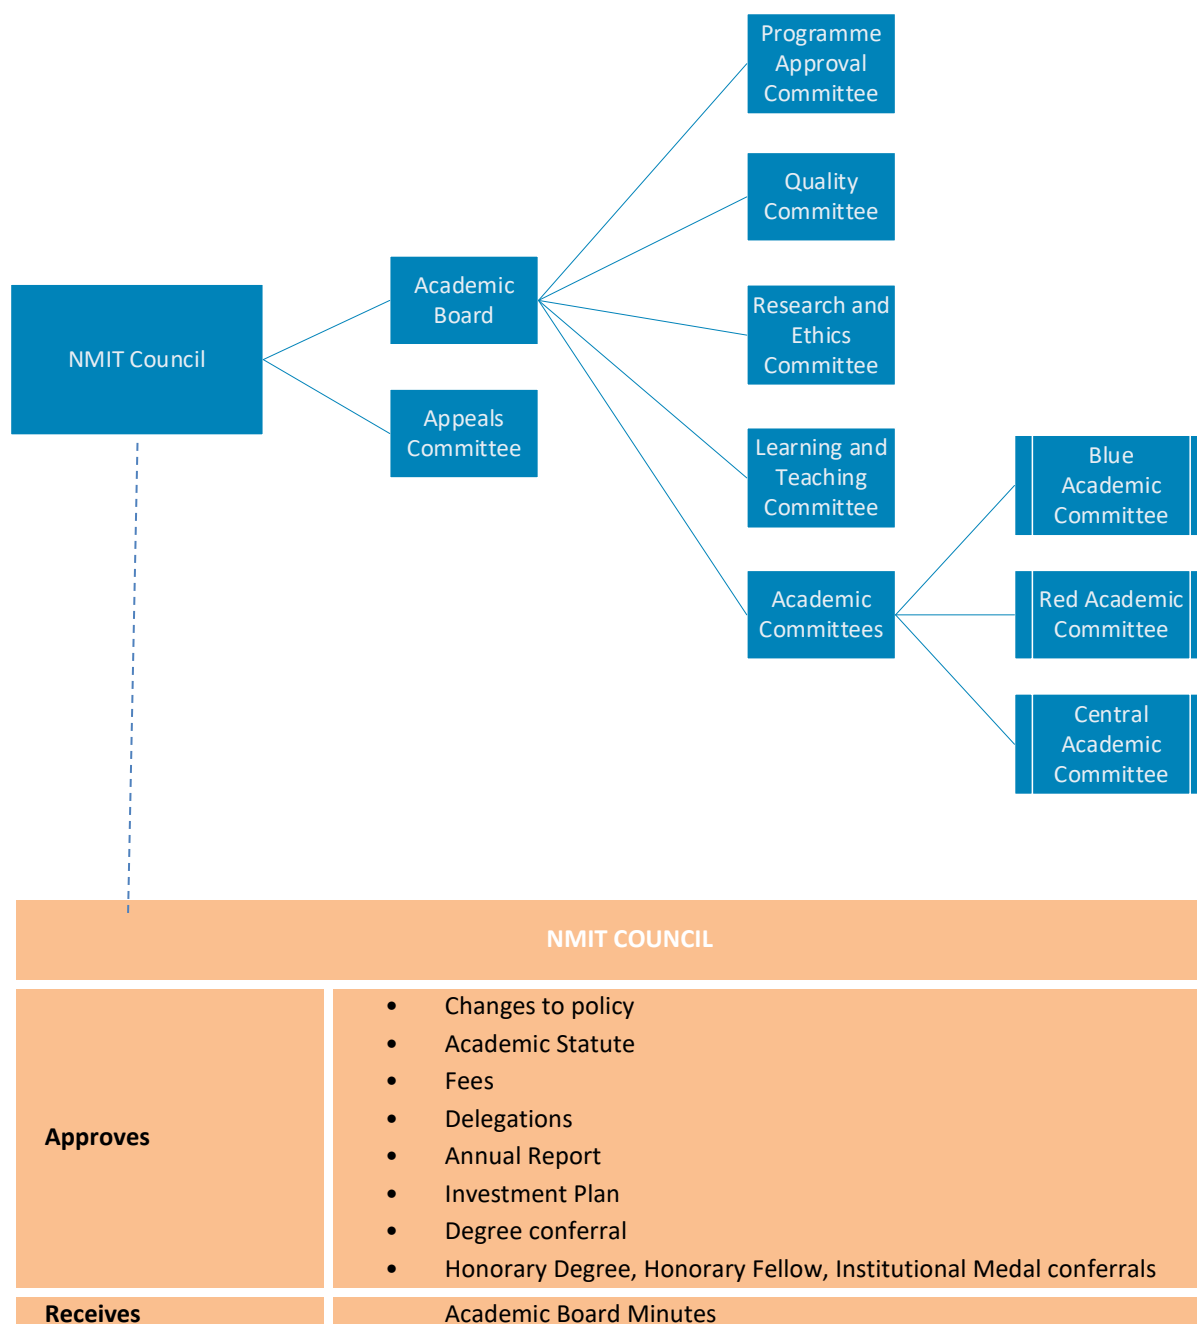 Programme
Approval
Committee
Quality
Committee
Academic
Board
Research and
Ethics
Committee
NMIT Council
Appeals
Committee
Learning and
Teaching
Committee
Blue
Academic
Committee
Academic
Committees
Red Academic
Committee
Central
Academic
Committee
NMIT COUNCIL
Approves
• Changes to policy
• Academic Statute
• Fees
• Delegations
• Annual Report
• Investment Plan
• Degree conferral
• Honorary Degree, Honorary Fellow, Institutional Medal conferrals
Receives
Academic Board Minutes